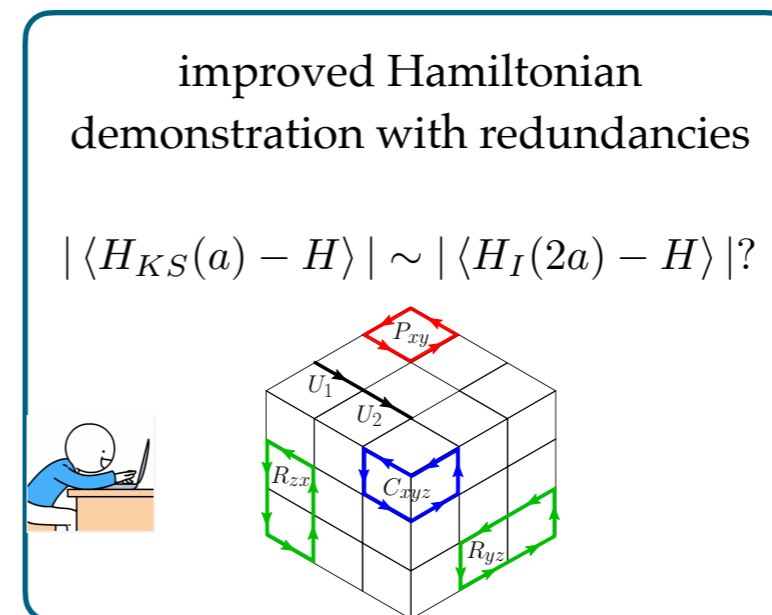 improved Hamiltonian
demonstration with redundancies
| ⟨H_{KS}(a) − H⟩ | ∼ | ⟨H_I(2a) − H⟩ |?
P_{xy}
U_1
U_2
R_{zx}
C_{xyz}
R_{yz}